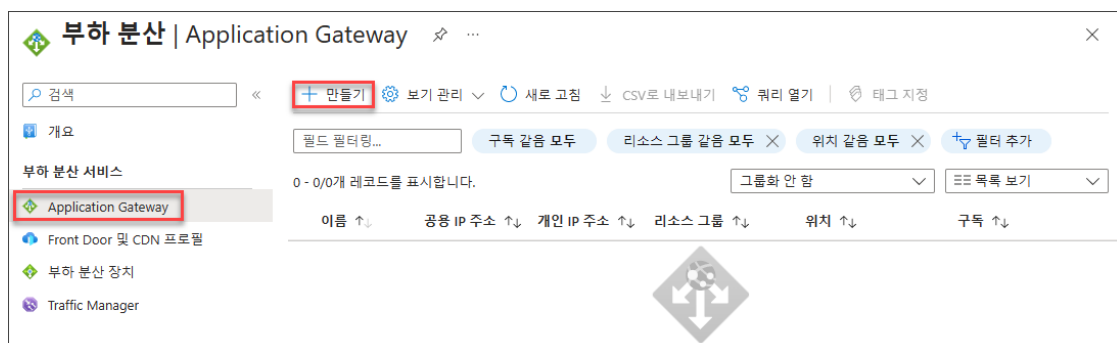 부하 분산 | Application Gateway
검색
만들기 보기 관리 새로 고침 CSV로 내보내기 쿼리 열기 태그 지정
개요
필드 필터링... 구독 같음 모두 리소스 그룹 같음 모두 위치 같음 모두 필터 추가
부하 분산 서비스
0 - 0/0개 레코드를 표시합니다. 그룹화 안 함 목록 보기
Application Gateway
이름 공용 IP 주소 개인 IP 주소 리소스 그룹 위치 구독
Front Door 및 CDN 프로필
부하 분산 장치
Traffic Manager